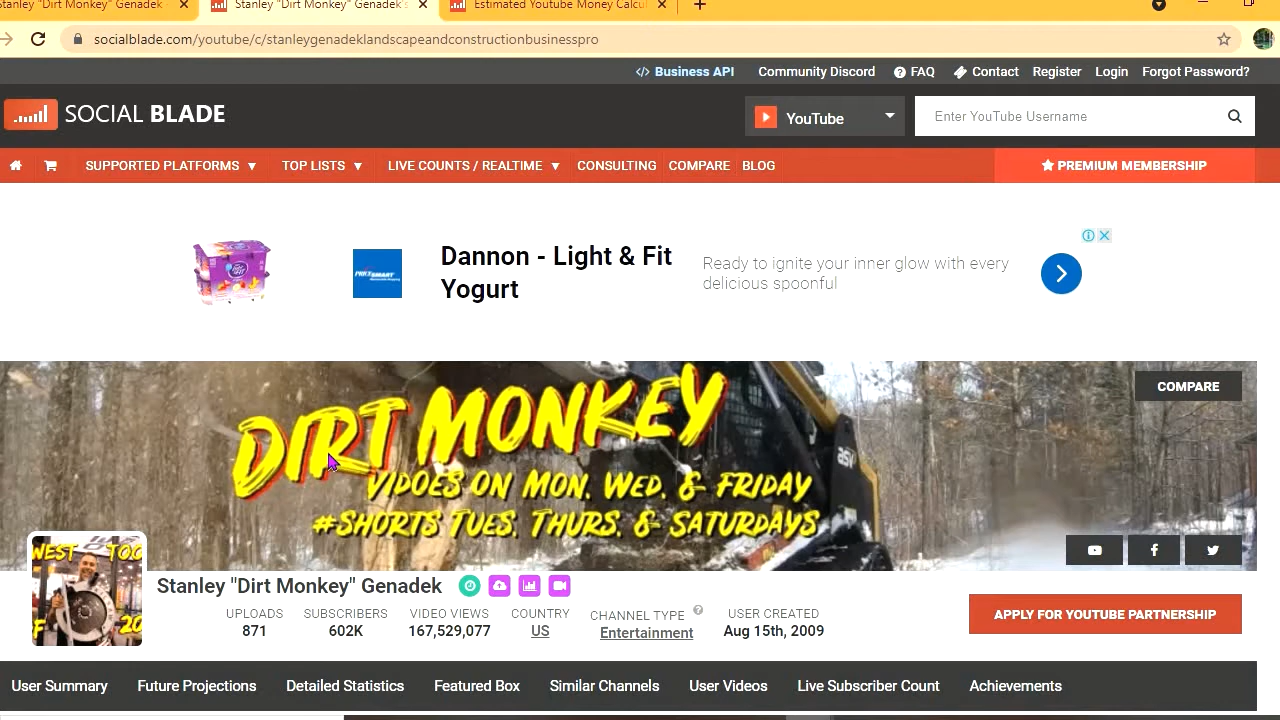 Stanley "Dirt Monkey" Genadek
Stanley "Dirt Monkey" Genadek's
Estimated Youtube Money Calcu
socialblade.com/youtube/c/stanleygenadeklandscapeandconstructionbusinesspro
</> Business API Community Discord FAQ Contact Register Login Forgot Password?
SOCIAL BLADE
YouTube
Enter YouTube Username
SUPPORTED PLATFORMS TOP LISTS LIVE COUNTS / REALTIME CONSULTING COMPARE BLOG PREMIUM MEMBERSHIP
Dannon - Light & Fit
Yogurt
Ready to ignite your inner glow with every
delicious spoonful
DIRT MONKEY
VIDOES ON MON, WED, & FRIDAY
#SHORTS TUES, THURS, & SATURDAYS
ASV
COMPARE
Stanley "Dirt Monkey" Genadek
UPLOADS SUBSCRIBERS VIDEO VIEWS COUNTRY CHANNEL TYPE USER CREATED
871 602K 167,529,077 US Entertainment Aug 15th, 2009
APPLY FOR YOUTUBE PARTNERSHIP
User Summary Future Projections Detailed Statistics Featured Box Similar Channels User Videos Live Subscriber Count Achievements